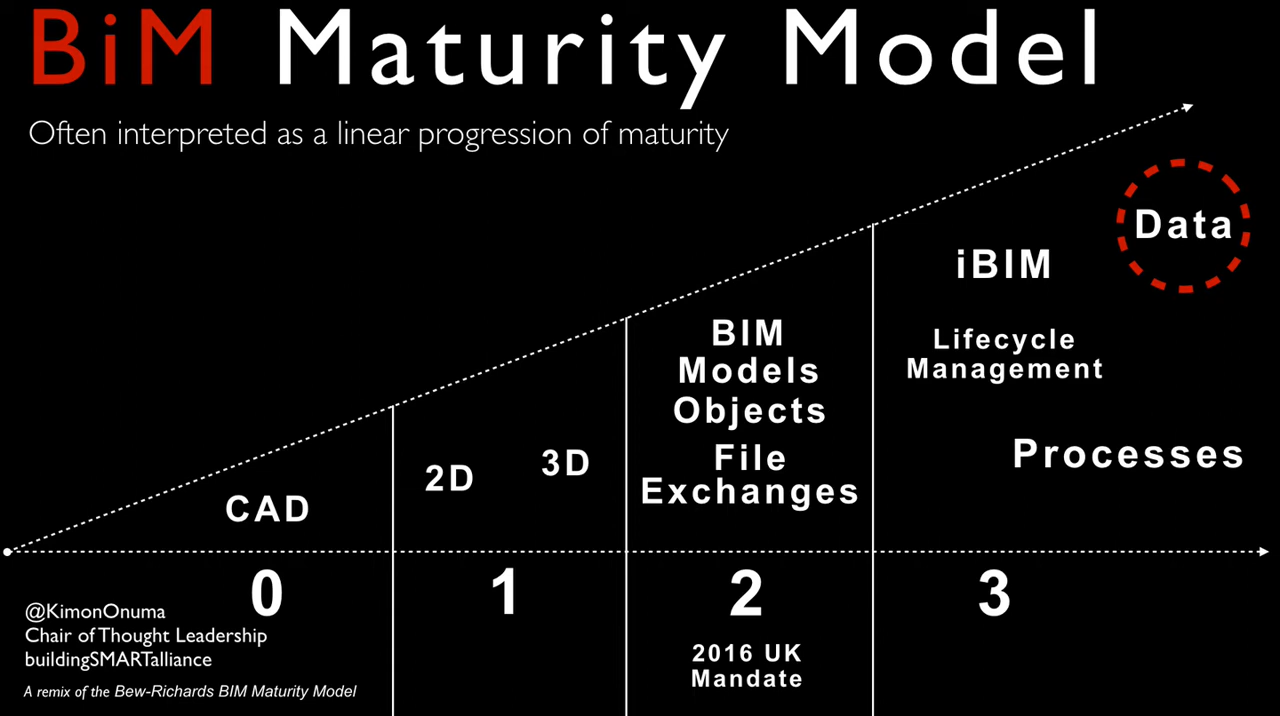 BiM Maturity Model
Often interpreted as a linear progression of maturity
Data
iBIM
Lifecycle
Management
Processes
BIM
Models
Objects
File
Exchanges
2D
3D
CAD
0
1
2
3
2016 UK
Mandate
@KimonOnuma
Chair of Thought Leadership
buildingSMARTalliance
A remix of the Bew-Richards BIM Maturity Model